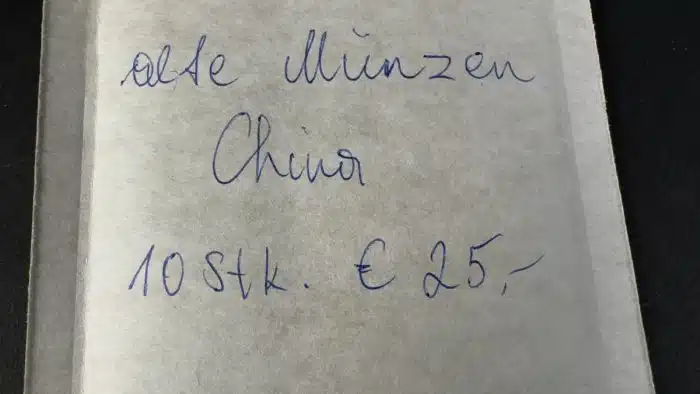 alte Münzen
China
10 Stk. € 25,-